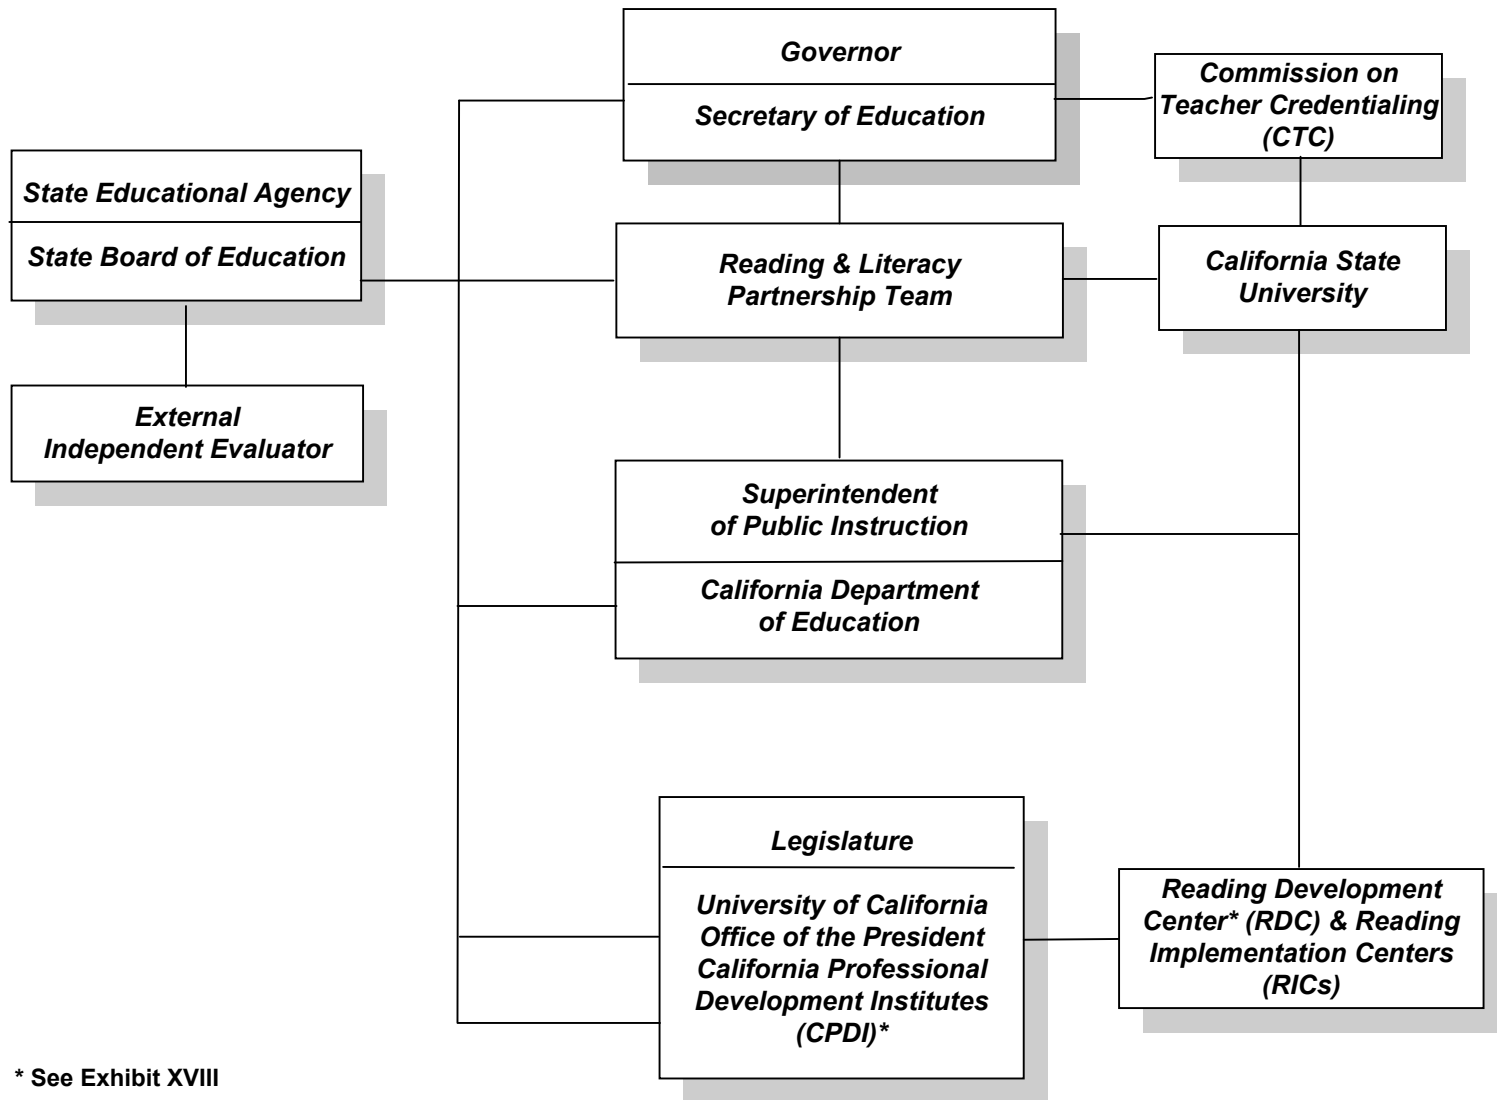 Governor
Secretary of Education
Commission on
Teacher Credentialing
(CTC)
State Educational Agency
State Board of Education
Reading & Literacy
Partnership Team
California State
University
External
Independent Evaluator
Superintendent
of Public Instruction
California Department
of Education
Legislature
University of California
Office of the President
California Professional
Development Institutes
(CPDI)*
Reading Development
Center* (RDC) & Reading
Implementation Centers
(RICs)
* See Exhibit XVIII